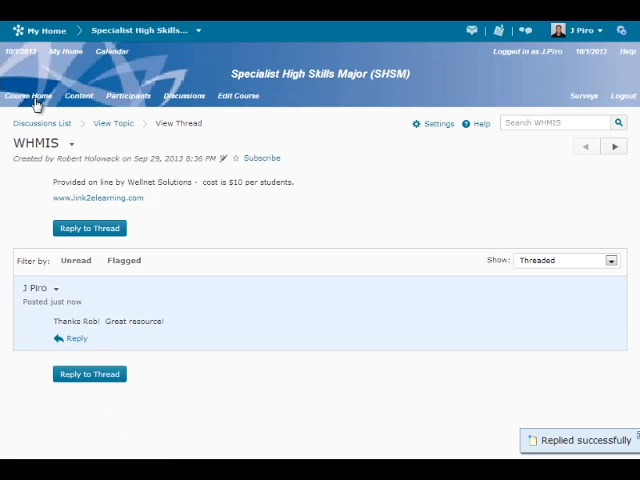 My Home Specialist High Skills Major... J Piro
10/1/2013 My Home Calendar Logged in as J.Piro 10/1/2013 Help
Specialist High Skills Major (SHSM)
Course Home Content Participants Discussions Edit Course Surveys Logout
Discussions List View Topic View Thread Settings Help Search WHMIS
WHMIS
Created by Robert Holowack on Sep 29, 2013 8:36 PM Subscribe
Provided on line by Wellnet Solutions - cost is $10 per students.
www.link2elearning.com
Reply to Thread
Filter by: Unread Flagged Show: Threaded
J Piro
Posted just now
Thanks Rob! Great resource!
Reply
Reply to Thread
Replied successfully